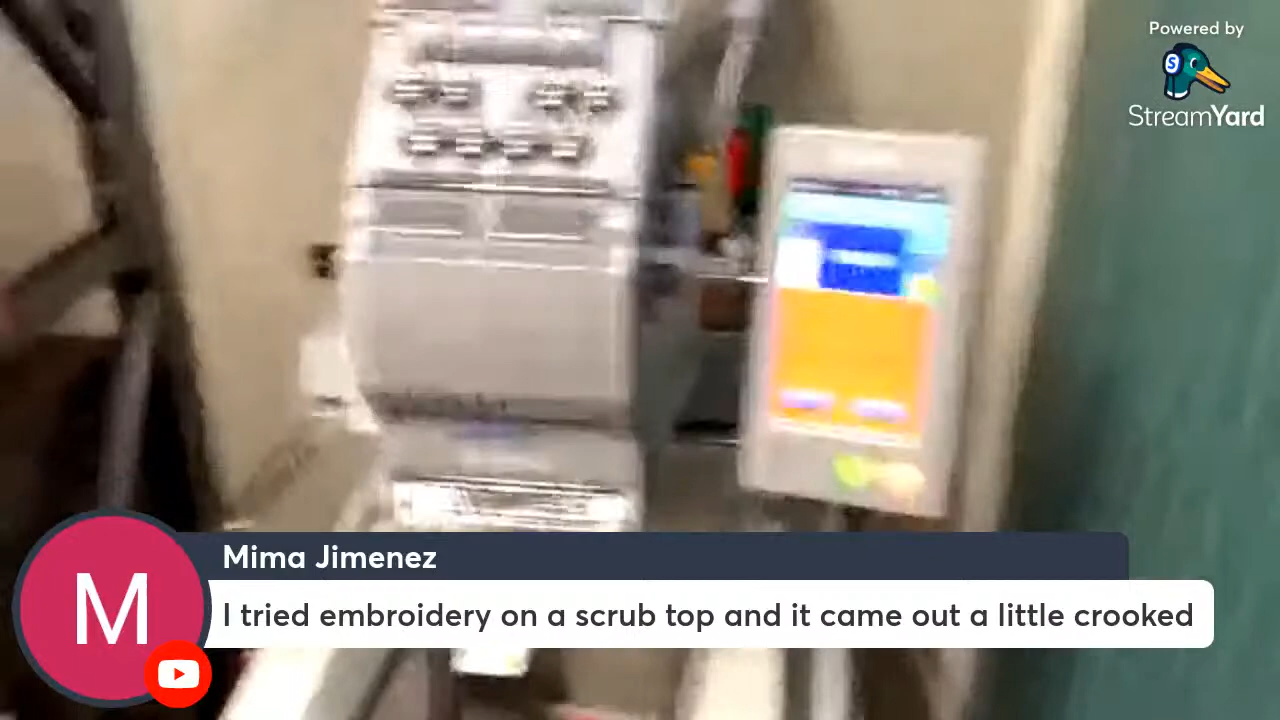 Powered by
StreamYard
M
Mima Jimenez
I tried embroidery on a scrub top and it came out a little crooked